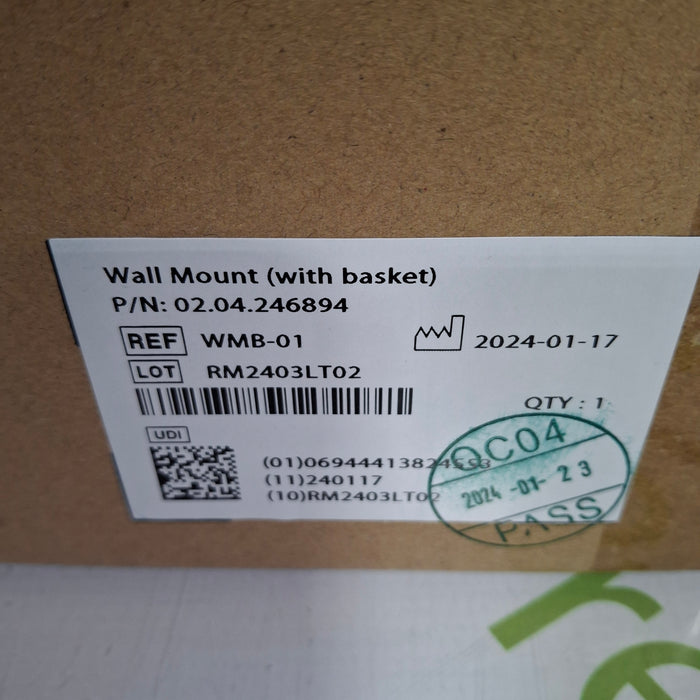 Wall Mount (with basket)
P/N: 02.04.246894
REF WMB-01 2024-01-17
LOT RM2403LT02
QTY : 1
UDI
(11)240117
(10)RM2403LT02
QC04
2024-01-23
PASS
re